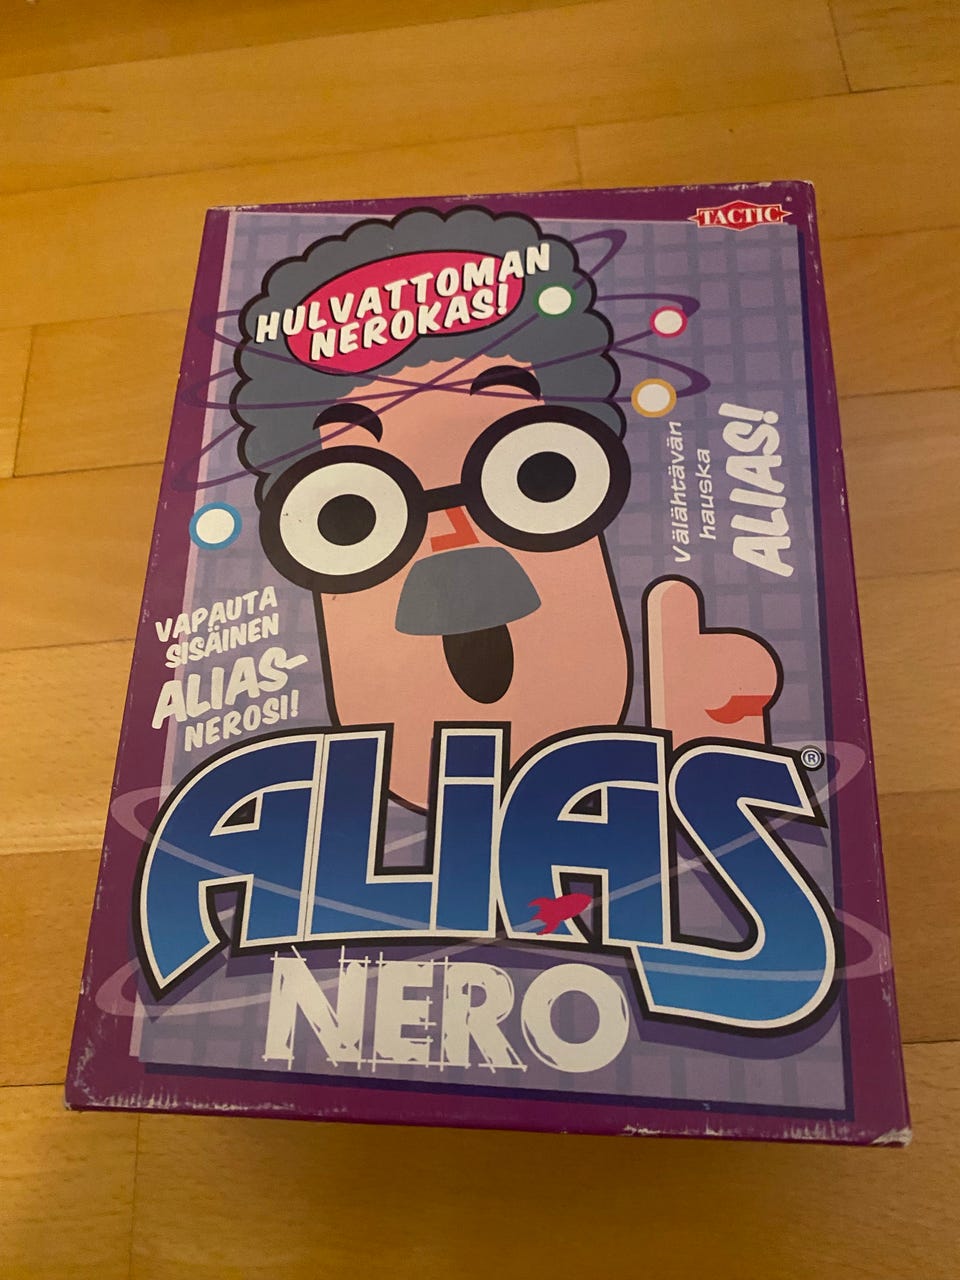 TACTIC
HULVATTOMAN
NEROKAS!
Välähtävän
hauska
ALIAS!
VAPAUTA
SISÄINEN
ALIAS-
NEROSI!
ALIAS®
NERO